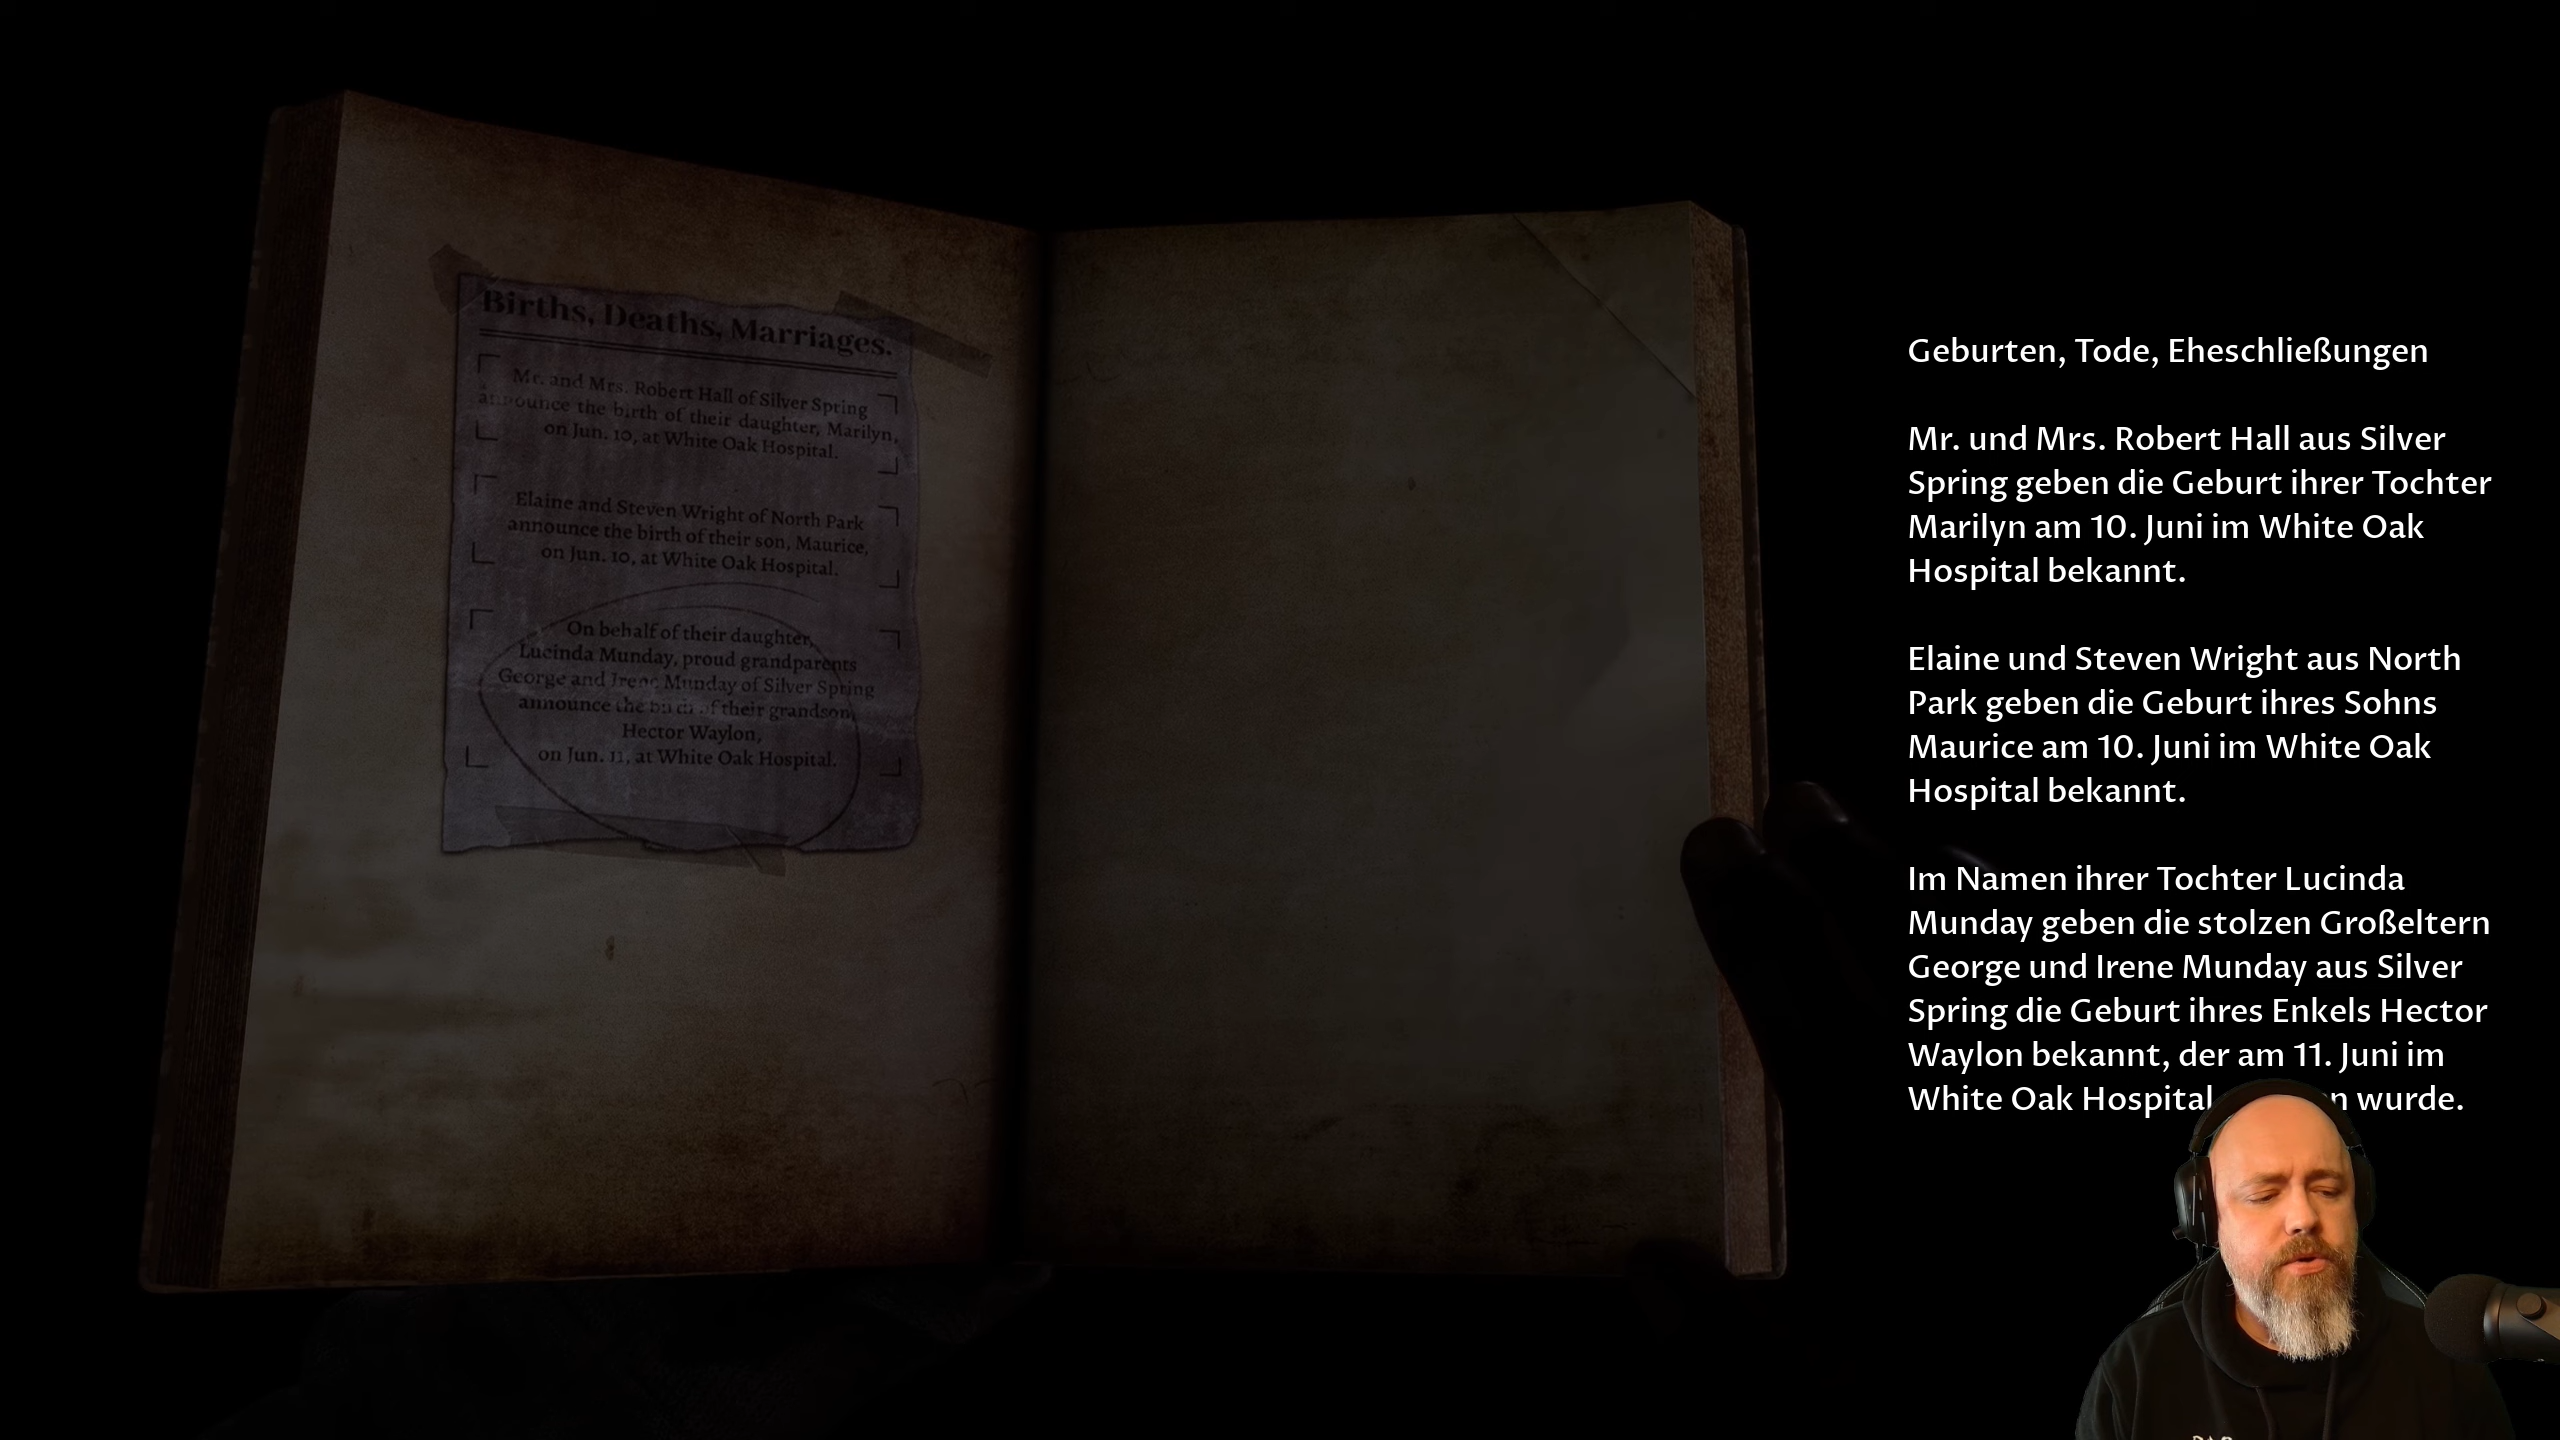 Births, Deaths, Marriages.
Mr. and Mrs. Robert Hall of Silver Spring
announce the birth of their daughter, Marilyn,
on Jun. 10, at White Oak Hospital.
Elaine and Steven Wright of North Park
announce the birth of their son, Maurice,
on Jun. 10, at White Oak Hospital.
On behalf of their daughter,
Lucinda Munday, proud grandparents
George and Irene Munday of Silver Spring
announce the birth of their grandson,
Hector Waylon,
on Jun. 11, at White Oak Hospital.
Geburten, Tode, Eheschließungen
Mr. und Mrs. Robert Hall aus Silver
Spring geben die Geburt ihrer Tochter
Marilyn am 10. Juni im White Oak
Hospital bekannt.
Elaine und Steven Wright aus North
Park geben die Geburt ihres Sohns
Maurice am 10. Juni im White Oak
Hospital bekannt.
Im Namen ihrer Tochter Lucinda
Munday geben die stolzen Großeltern
George und Irene Munday aus Silver
Spring die Geburt ihres Enkels Hector
Waylon bekannt, der am 11. Juni im
White Oak Hospital wurde.